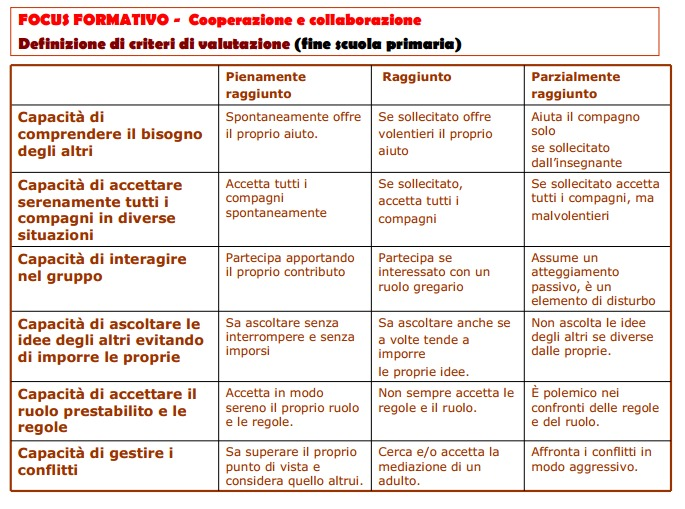 FOCUS FORMATIVO - Cooperazione e collaborazione
Definizione di criteri di valutazione (fine scuola primaria)
Pienamente raggiunto
Raggiunto
Parzialmente raggiunto
Capacità di
comprendere il bisogno
degli altri
Spontaneamente offre
il proprio aiuto.
Se sollecitato offre
volentieri il proprio
aiuto
Aiuta il compagno
solo
se sollecitato
dall’insegnante
Capacità di accettare
serenamente tutti i
compagni in diverse
situazioni
Accetta tutti i
compagni
spontaneamente
Se sollecitato,
accetta tutti i
compagni
Se sollecitato accetta
tutti i compagni, ma
malvolentieri
Capacità di interagire
nel gruppo
Partecipa apportando
il proprio contributo
Partecipa se
interessato con un
ruolo gregario
Assume un
atteggiamento
passivo, è un
elemento di disturbo
Capacità di ascoltare le
idee degli altri evitando
di imporre le proprie
Sa ascoltare senza
interrompere e senza
imporsi
Sa ascoltare anche se
a volte tende a
imporre
le proprie idee.
Non ascolta le idee
degli altri se diverse
dalle proprie.
Capacità di accettare il
ruolo prestabilito e le
regole
Accetta in modo
sereno il proprio ruolo
e le regole.
Non sempre accetta le
regole e il ruolo.
È polemico nei
confronti delle regole
e del ruolo.
Capacità di gestire i
conflitti
Sa superare il proprio
punto di vista e
considera quello altrui.
Cerca e/o accetta la
mediazione di un
adulto.
Affronta i conflitti in
modo aggressivo.